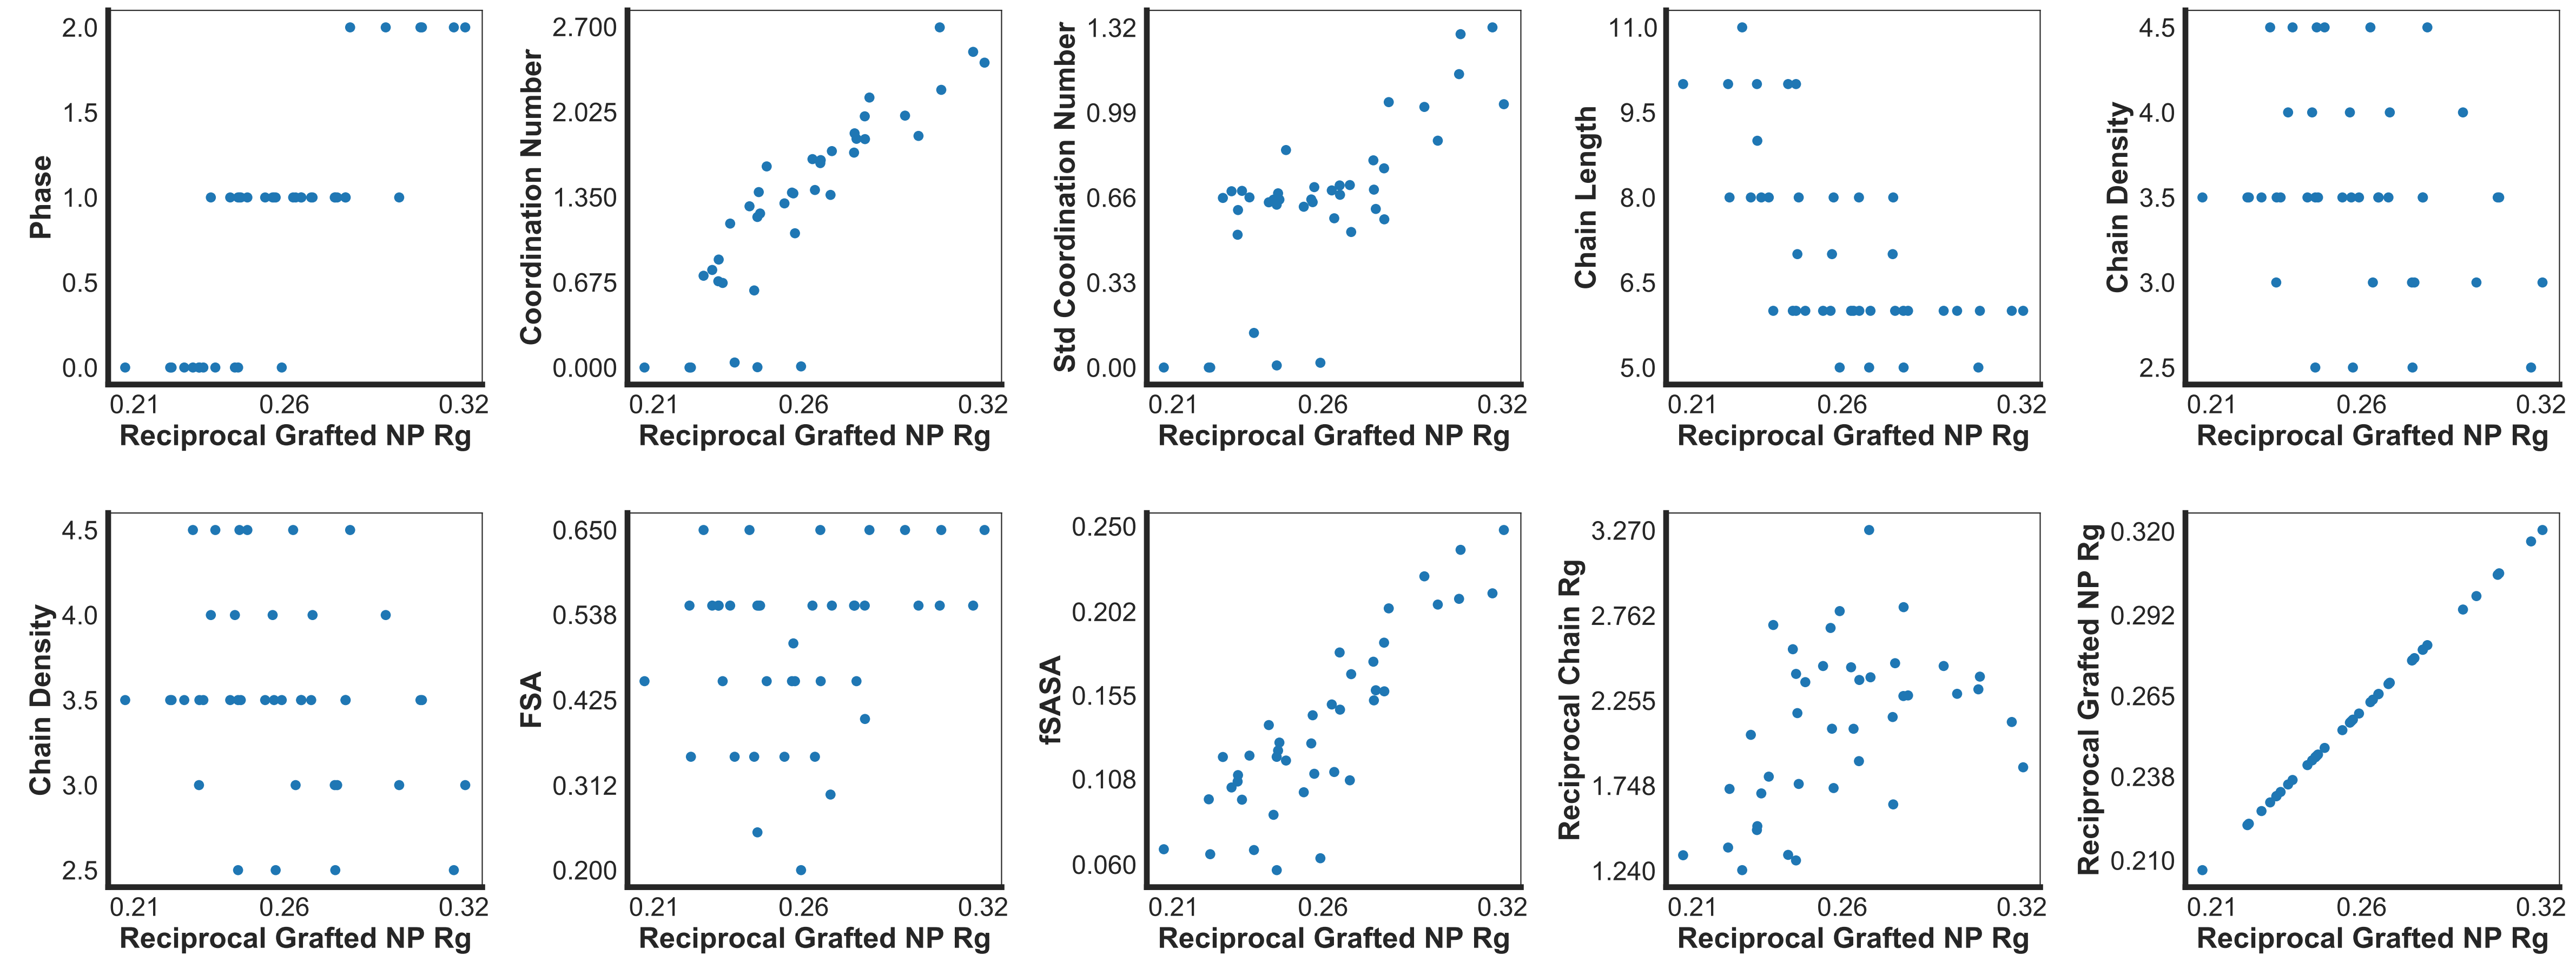 Phase
2.0
1.5
1.0
0.5
0.0
0.21 0.26 0.32
Reciprocal Grafted NP Rg
Coordination Number
2.700
2.025
1.350
0.675
0.000
0.21 0.26 0.32
Reciprocal Grafted NP Rg
Std Coordination Number
1.32
0.99
0.66
0.33
0.00
0.21 0.26 0.32
Reciprocal Grafted NP Rg
Chain Length
11.0
9.5
8.0
6.5
5.0
0.21 0.26 0.32
Reciprocal Grafted NP Rg
Chain Density
4.5
4.0
3.5
3.0
2.5
0.21 0.26 0.32
Reciprocal Grafted NP Rg
Chain Density
4.5
4.0
3.5
3.0
2.5
0.21 0.26 0.32
Reciprocal Grafted NP Rg
FSA
0.650
0.538
0.425
0.312
0.200
0.21 0.26 0.32
Reciprocal Grafted NP Rg
fSASA
0.250
0.202
0.155
0.108
0.060
0.21 0.26 0.32
Reciprocal Grafted NP Rg
Reciprocal Chain Rg
3.270
2.762
2.255
1.748
1.240
0.21 0.26 0.32
Reciprocal Grafted NP Rg
Reciprocal Grafted NP Rg
0.320
0.292
0.265
0.238
0.210
0.21 0.26 0.32
Reciprocal Grafted NP Rg